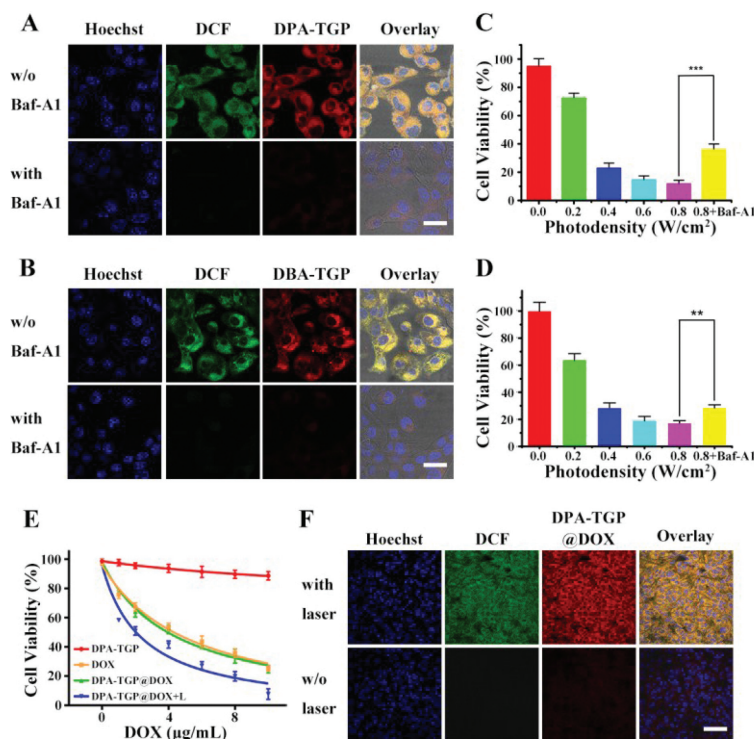 A
Hoechst DCF DPA-TGP Overlay
w/o
Baf-A1
with
Baf-A1
B
Hoechst DCF DBA-TGP Overlay
w/o
Baf-A1
with
Baf-A1
C
Cell Viability (%)
100
80
60
40
20
0
***
0.0 0.2 0.4 0.6 0.8 0.8+Baf-A1
Photodensity (W/cm²)
D
Cell Viability (%)
100
80
60
40
20
0
**
0.0 0.2 0.4 0.6 0.8 0.8+Baf-A1
Photodensity (W/cm²)
E
Cell Viability (%)
100
80
60
40
20
0
DPA-TGP
DOX
DPA-TGP@DOX
DPA-TGP@DOX+L
0 4 8
DOX (µg/mL)
F
Hoechst DCF DPA-TGP
@DOX Overlay
with
laser
w/o
laser